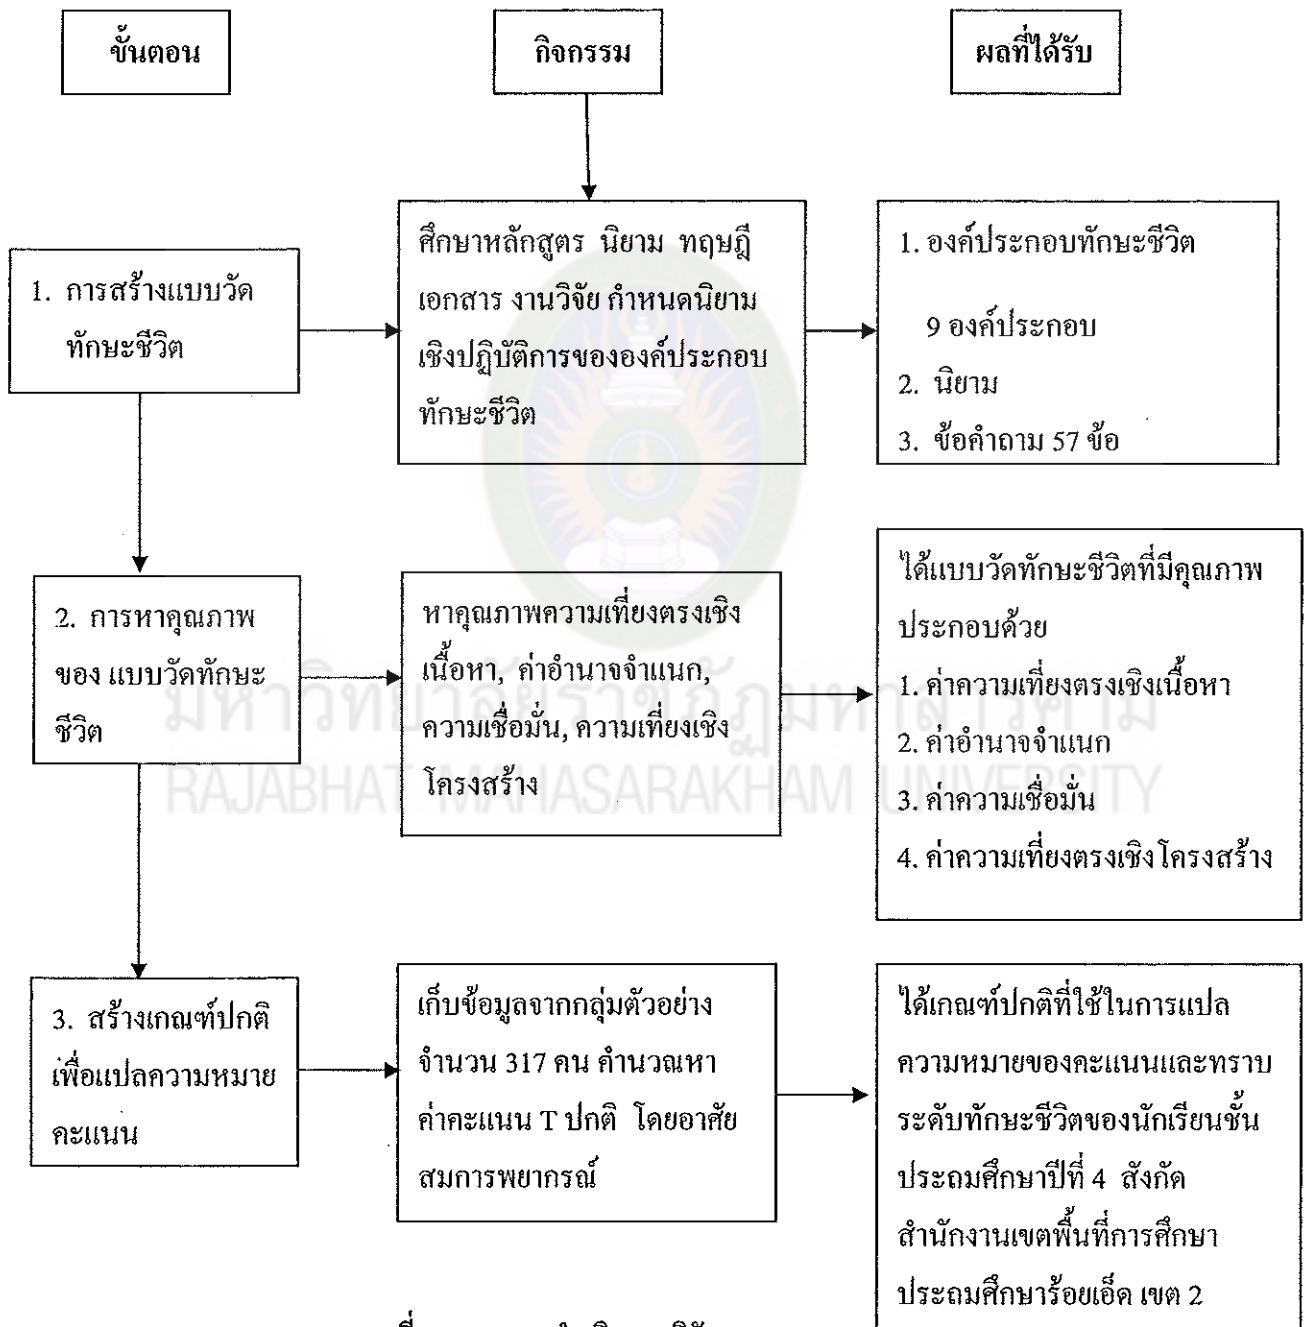 ขั้นตอน
กิจกรรม
ผลที่ได้รับ
1. การสร้างแบบวัด
ทักษะชีวิต
ศึกษาหลักสูตร นิยาม ทฤษฎี
เอกสาร งานวิจัย กำหนดนิยาม
เชิงปฏิบัติการขององค์ประกอบ
ทักษะชีวิต
1. องค์ประกอบทักษะชีวิต
9 องค์ประกอบ
2. นิยาม
3. ข้อคำถาม 57 ข้อ
2. การหาคุณภาพ
ของ แบบวัดทักษะ
ชีวิต
หาคุณภาพความเที่ยงตรงเชิง
เนื้อหา, ค่าอำนาจจำแนก,
ความเชื่อมั่น, ความเที่ยงเชิง
โครงสร้าง
ได้แบบวัดทักษะชีวิตที่มีคุณภาพ
ประกอบด้วย
1. ค่าความเที่ยงตรงเชิงเนื้อหา
2. ค่าอำนาจจำแนก
3. ค่าความเชื่อมั่น
4. ค่าความเที่ยงตรงเชิงโครงสร้าง
มหาวิทยาลัยราชภัฏมหาสารคาม
RAJABHAT MAHASARAKHAM UNIVERSITY
3. สร้างเกณฑ์ปกติ
เพื่อแปลความหมาย
คะแนน
เก็บข้อมูลจากกลุ่มตัวอย่าง
จำนวน 317 คน คำนวณหา
ค่าคะแนน T ปกติ โดยอาศัย
สมการพยากรณ์
ได้เกณฑ์ปกติที่ใช้ในการแปล
ความหมายของคะแนนและทราบ
ระดับทักษะชีวิตของนักเรียนชั้น
ประถมศึกษาปีที่ 4 สังกัด
สำนักงานเขตพื้นที่การศึกษา
ประถมศึกษาร้อยเอ็ด เขต 2